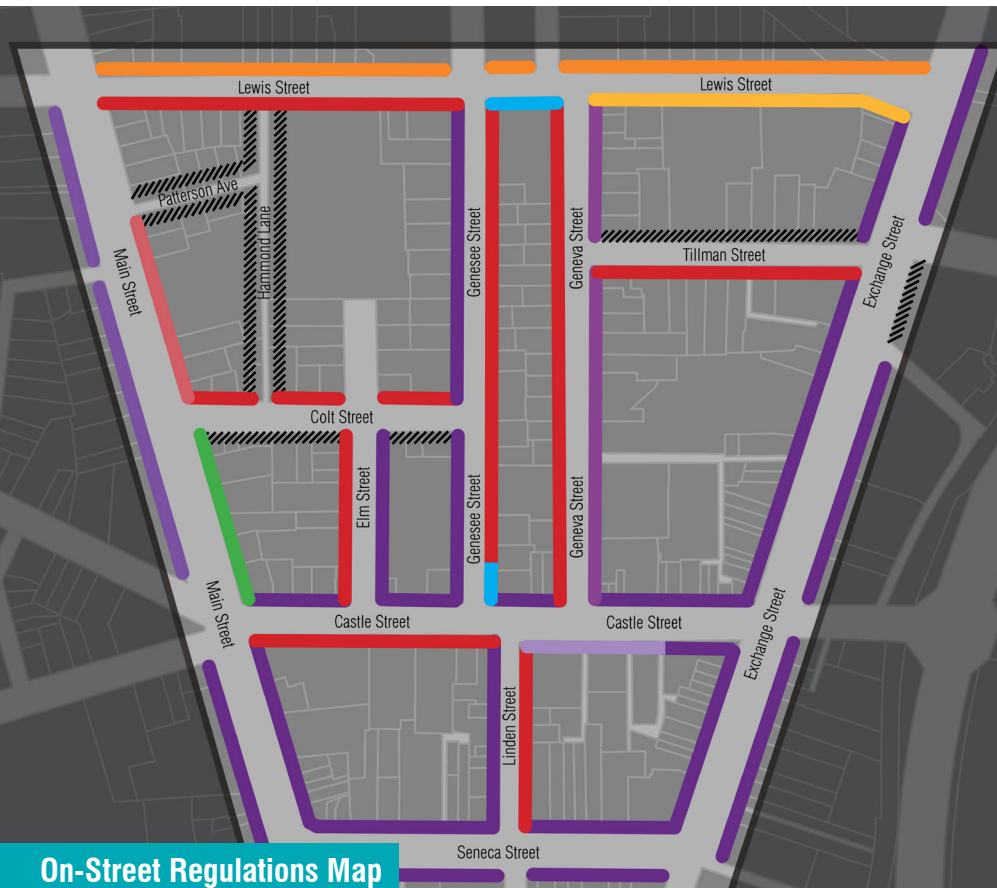 Lewis Street
Lewis Street
Patterson Ave
Hammond Lane
Main Street
Genesee Street
Geneva Street
Tillman Street
Exchange Street
Colt Street
Elm Street
Genesee Street
Geneva Street
Main Street
Castle Street
Castle Street
Exchange Street
Linden Street
Seneca Street
On-Street Regulations Map